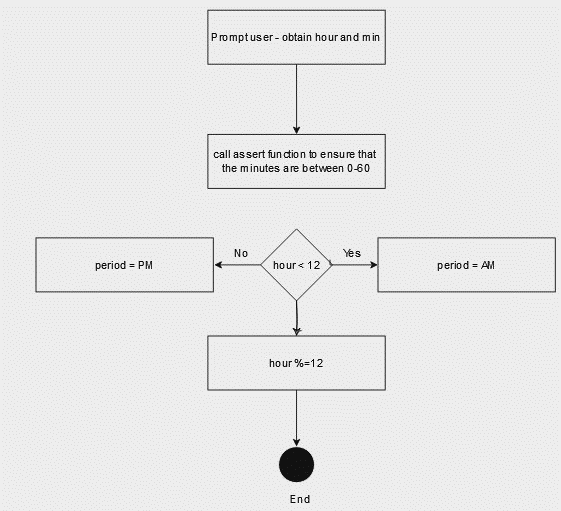 Prompt user - obtain hour and min
call assert function to ensure that
the minutes are between 0-60
No
Yes
period = PM
hour < 12
period = AM
hour %=12
End